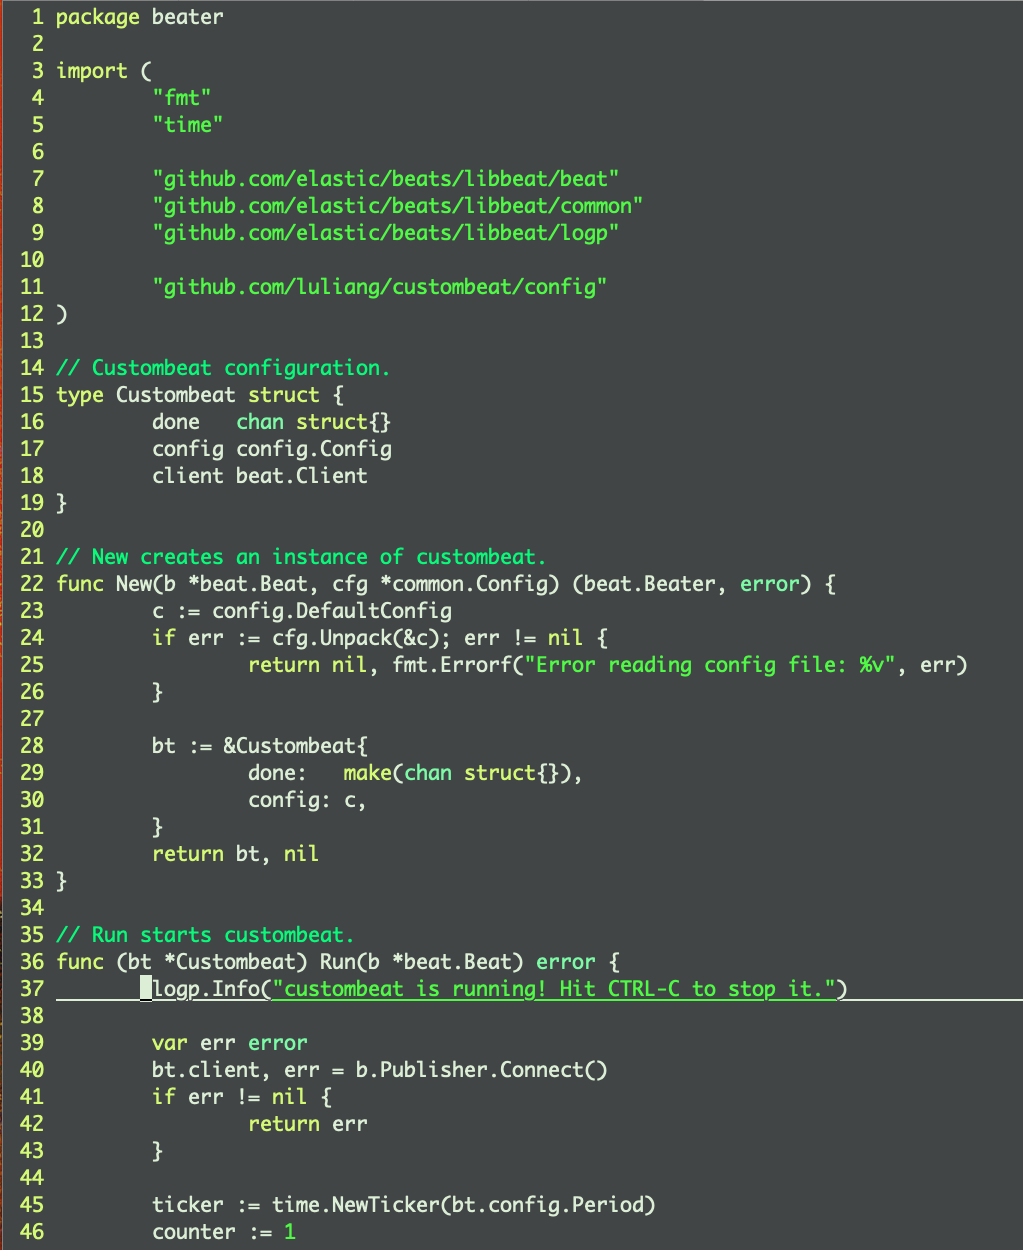 1 package beater
2
3 import (
4         "fmt"
5         "time"
6
7         "github.com/elastic/beats/libbeat/beat"
8         "github.com/elastic/beats/libbeat/common"
9         "github.com/elastic/beats/libbeat/logp"
10
11         "github.com/luliang/custombeat/config"
12 )
13
14 // Custombeat configuration.
15 type Custombeat struct {
16         done   chan struct{}
17         config config.Config
18         client beat.Client
19 }
20
21 // New creates an instance of custombeat.
22 func New(b *beat.Beat, cfg *common.Config) (beat.Beater, error) {
23         c := config.DefaultConfig
24         if err := cfg.Unpack(&c); err != nil {
25                 return nil, fmt.Errorf("Error reading config file: %v", err)
26         }
27
28         bt := &Custombeat{
29                 done:   make(chan struct{}),
30                 config: c,
31         }
32         return bt, nil
33 }
34
35 // Run starts custombeat.
36 func (bt *Custombeat) Run(b *beat.Beat) error {
37         logp.Info("custombeat is running! Hit CTRL-C to stop it.")
38
39         var err error
40         bt.client, err = b.Publisher.Connect()
41         if err != nil {
42                 return err
43         }
44
45         ticker := time.NewTicker(bt.config.Period)
46         counter := 1